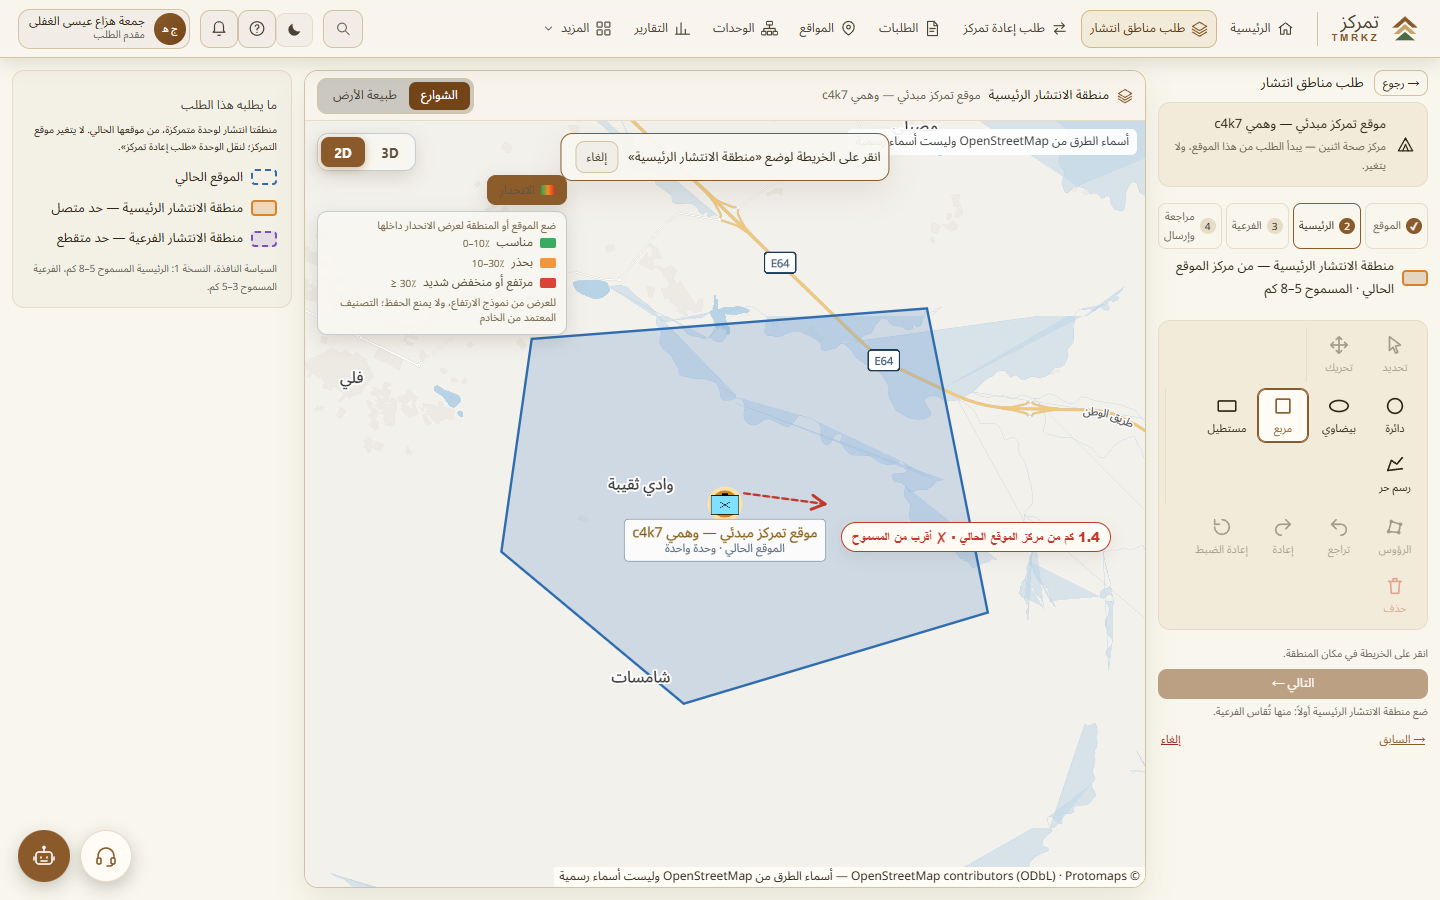 تمركز
TMRKZ
الرئيسية
طلب مناطق انتشار
طلب إعادة تمركز
الطلبات
المواقع
الوحدات
التقارير
المزيد
جمعة هزاع عيسى الغفلي
مقدم الطلب
ج ه
→ رجوع
طلب مناطق انتشار
موقع تمركز مبدئي — وهمي c4k7
مركز صحة اثنين — يبدأ الطلب من هذا الموقع، ولا
يتغير.
الموقع
2 الرئيسية
3 الفرعية
4 مراجعة
وإرسال
منطقة الانتشار الرئيسية — من مركز الموقع
الحالي · المسموح 5–8 كم
تحديد
تحريك
دائرة
بيضاوي
مربع
مستطيل
رسم حر
الرؤوس
تراجع
إعادة
إعادة الضبط
حذف
انقر على الخريطة في مكان المنطقة.
التالي ←
ضع منطقة الانتشار الرئيسية أولاً: منها تُقاس الفرعية.
→ السابق
إلغاء
منطقة الانتشار الرئيسية موقع تمركز مبدئي — وهمي c4k7
الشوارع
طبيعة الأرض
أسماء الطرق من OpenStreetMap وليست أسماء
انقر على الخريطة لوضع «منطقة الانتشار الرئيسية»
إلغاء
2D
3D
الانحدار
ضع الموقع أو المنطقة لعرض الانحدار داخلها
مناسب 0–10٪
بحذر 10–30٪
مرتفع أو منخفض شديد ≥ 30٪
للعرض من نموذج الارتفاع، ولا يمنع الحفظ؛ التصنيف
المعتمد من الخادم
E64
E64
فلي
طريق الوطن
وادي ثقيبة
موقع تمركز مبدئي — وهمي c4k7
الموقع الحالي · وحدة واحدة
1.4 كم من مركز الموقع الحالي • ✗ أقرب من المسموح
شامسات
© OpenStreetMap contributors (ODbL) · Protomaps — أسماء الطرق من OpenStreetMap وليست أسماء رسمية
ما يطلبه هذا الطلب
منطقتا انتشار لوحدة متمركزة، من موقعها الحالي. لا يتغير موقع
التمركز؛ لنقل الوحدة «طلب إعادة تمركز».
الموقع الحالي
منطقة الانتشار الرئيسية — حد متصل
منطقة الانتشار الفرعية — حد متقطع
السياسة النافذة، النسخة 1: الرئيسية المسموح 5–8 كم، الفرعية
المسموح 3–5 كم.